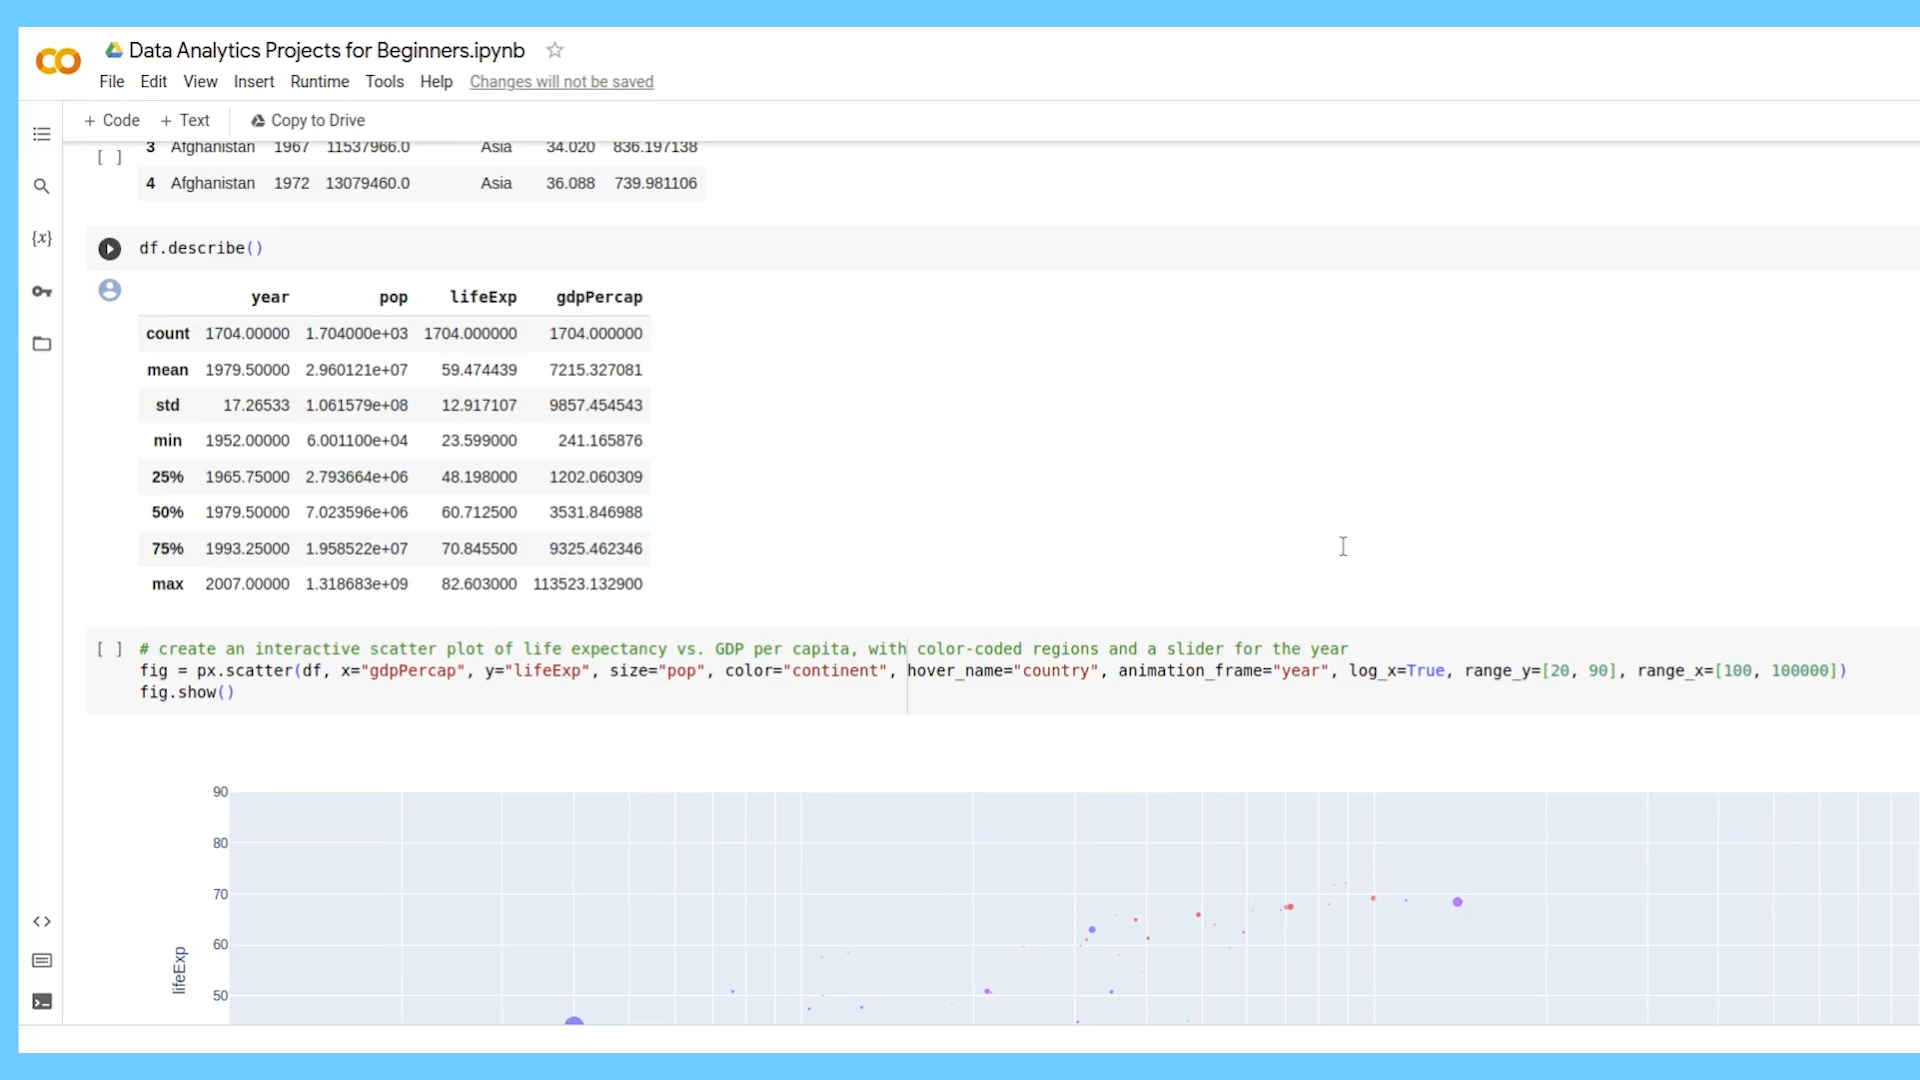 Data Analytics Projects for Beginners.ipynb
File Edit View Insert Runtime Tools Help Changes will not be saved
+ Code + Text Copy to Drive
[ ] 3 Afghanistan 1967 11537966.0 Asia 34.020 836.197138
4 Afghanistan 1972 13079460.0 Asia 36.088 739.981106
{x}
df.describe()
year pop lifeExp gdpPercap
count 1704.00000 1.704000e+03 1704.000000 1704.000000
mean 1979.50000 2.960121e+07 59.474439 7215.327081
std 17.26533 1.061579e+08 12.917107 9857.454543
min 1952.00000 6.001100e+04 23.599000 241.165876
25% 1965.75000 2.793664e+06 48.198000 1202.060309
50% 1979.50000 7.023596e+06 60.712500 3531.846988
75% 1993.25000 1.958522e+07 70.845500 9325.462346
max 2007.00000 1.318683e+09 82.603000 113523.132900
[ ] # create an interactive scatter plot of life expectancy vs. GDP per capita, with color-coded regions and a slider for the year
fig = px.scatter(df, x="gdpPercap", y="lifeExp", size="pop", color="continent", hover_name="country", animation_frame="year", log_x=True, range_y=[20, 90], range_x=[100, 100000])
fig.show()
90
80
70
60
50
lifeExp